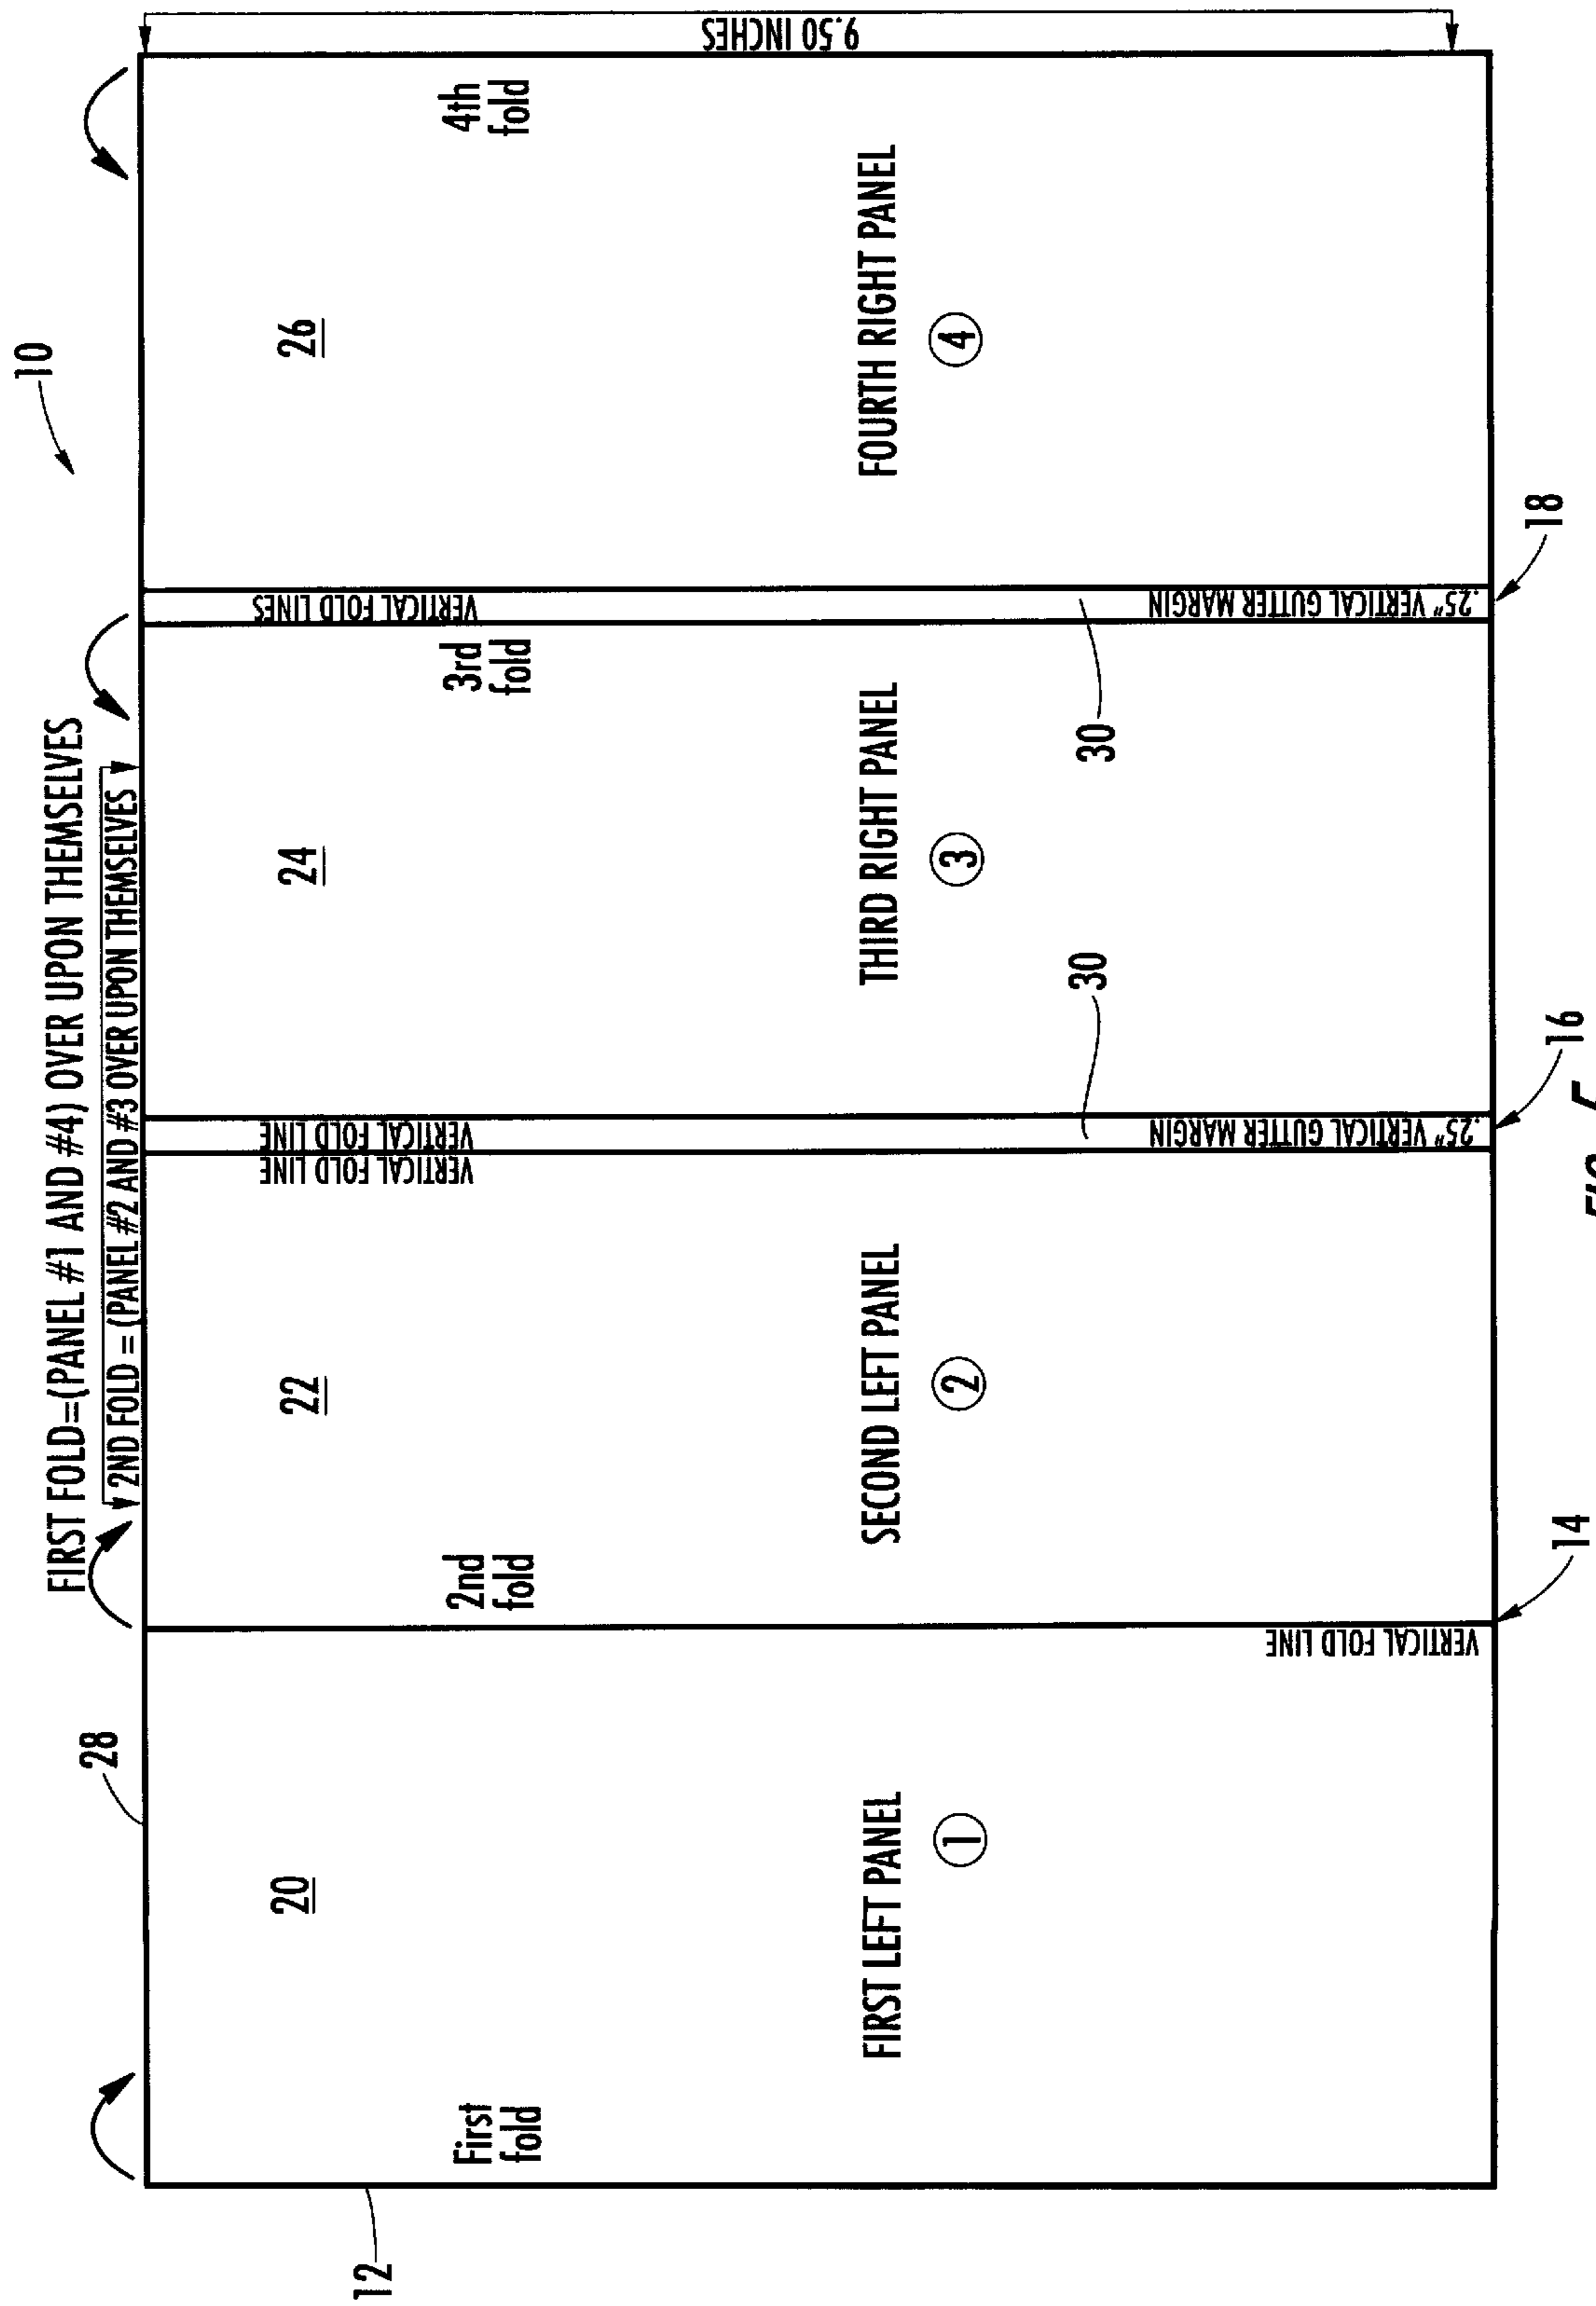 10
FIRST FOLD=(PANEL #1 AND #4) OVER UPON THEMSELVES
2ND FOLD = (PANEL #2 AND #3 OVER UPON THEMSELVES
28
12
20
22
24
26
First
fold
2nd
fold
VERTICAL FOLD LINE
VERTICAL FOLD LINE
3rd
fold
VERTICAL FOLD LINES
4th
fold
9.50 INCHES
FIRST LEFT PANEL
1
SECOND LEFT PANEL
2
THIRD RIGHT PANEL
3
FOURTH RIGHT PANEL
4
30
30
VERTICAL FOLD LINE
.25" VERTICAL GUTTER MARGIN
.25" VERTICAL GUTTER MARGIN
14
16
18